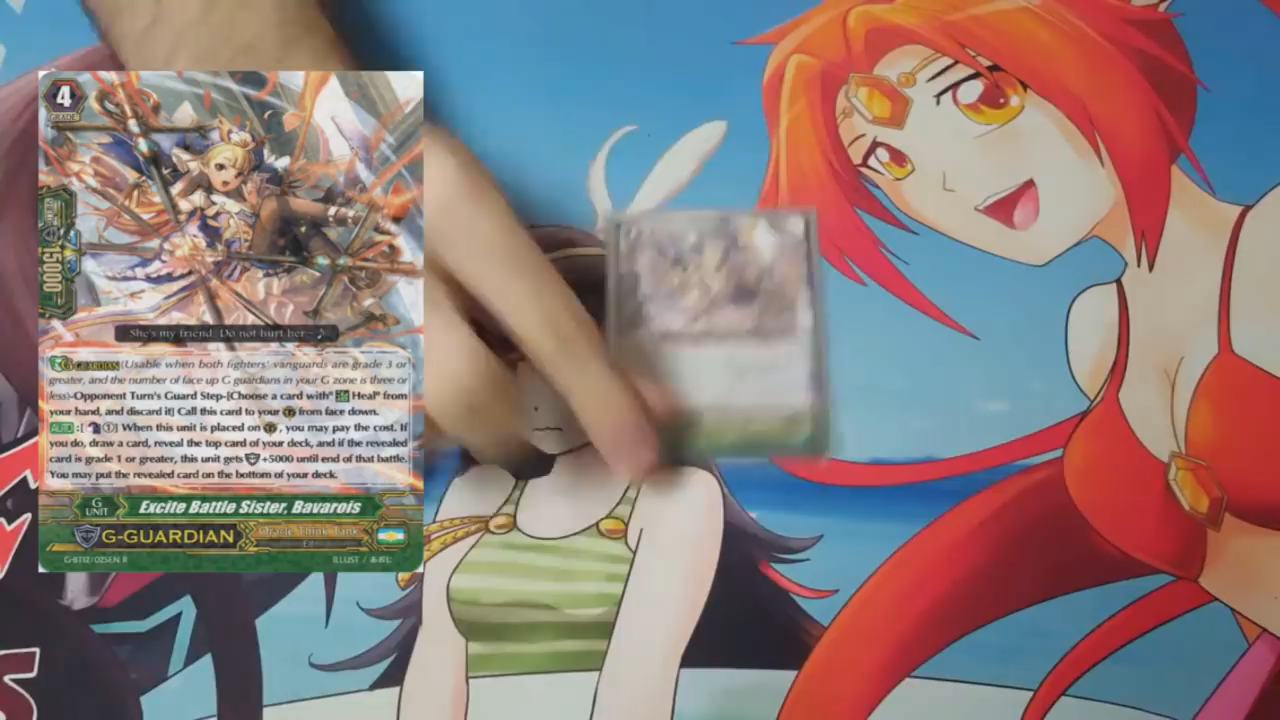 4
GRADE
15000
She's my friend. Do not hurt her~♪
G GUARDIAN (Usable when both fighters' vanguards are grade 3 or
greater, and the number of face up G guardians in your G zone is three or
less)-Opponent Turn's Guard Step-[Choose a card with" Heal" from
your hand, and discard it] Call this card to your from face down.
AUTO :[ ①] When this unit is placed on , you may pay the cost. If
you do, draw a card, reveal the top card of your deck, and if the revealed
card is grade 1 or greater, this unit gets +5000 until end of that battle.
You may put the revealed card on the bottom of your deck.
G UNIT
Excite Battle Sister, Bavarois
G-GUARDIAN
Oracle Think Tank
Elf
G-BT12/025EN R
ILLUST /